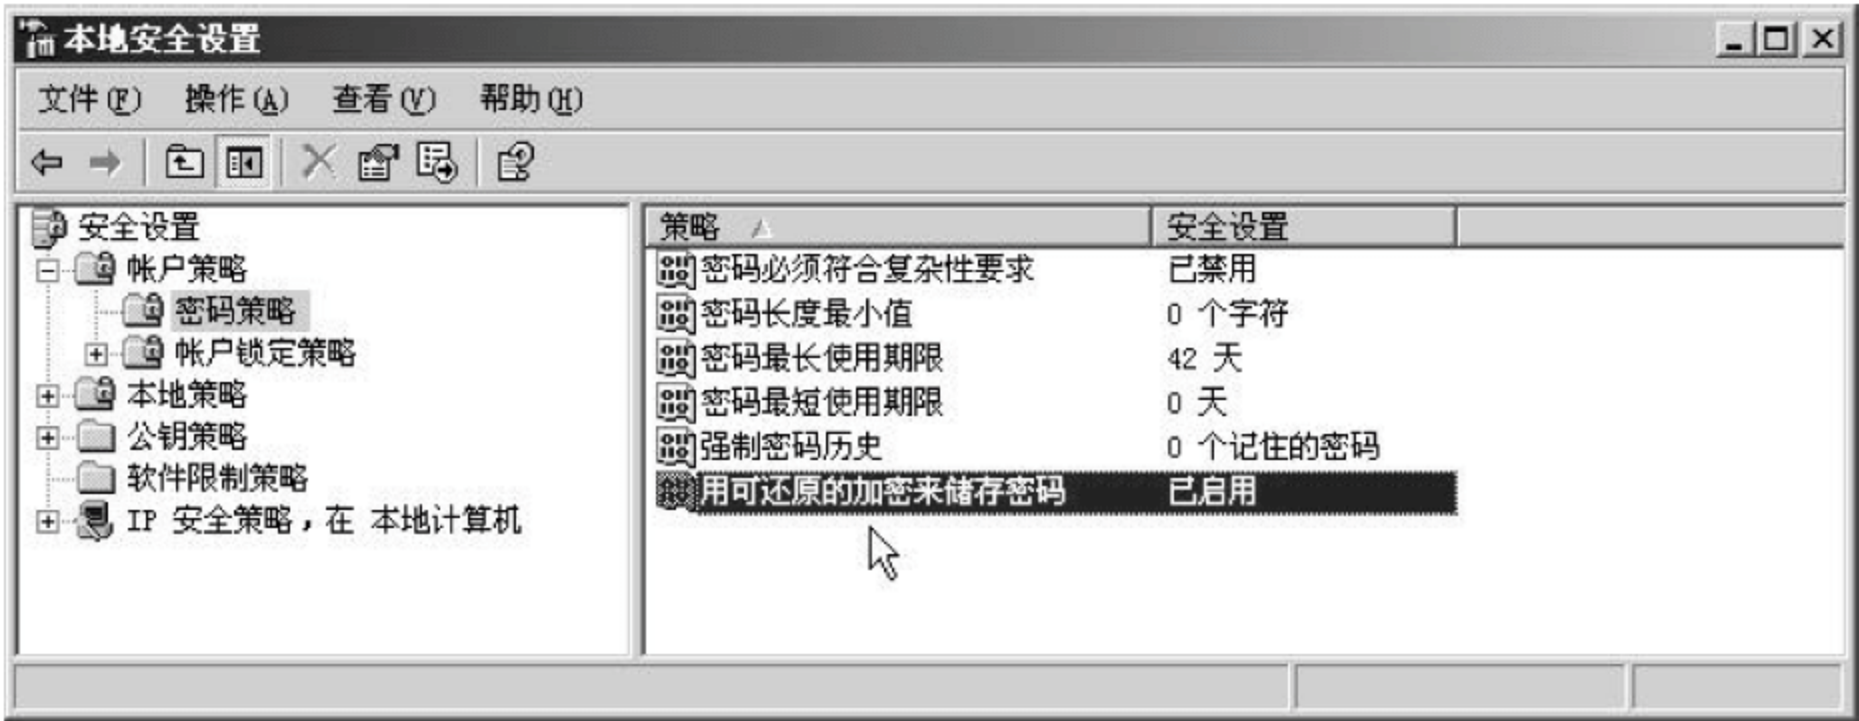 本地安全设置
文件(F) 操作(A) 查看(V) 帮助(H)
安全设置
帐户策略
密码策略
帐户锁定策略
本地策略
公钥策略
软件限制策略
IP 安全策略，在 本地计算机
策略 安全设置
密码必须符合复杂性要求 已禁用
密码长度最小值 0 个字符
密码最长使用期限 42 天
密码最短使用期限 0 天
强制密码历史 0 个记住的密码
用可还原的加密来储存密码 已启用